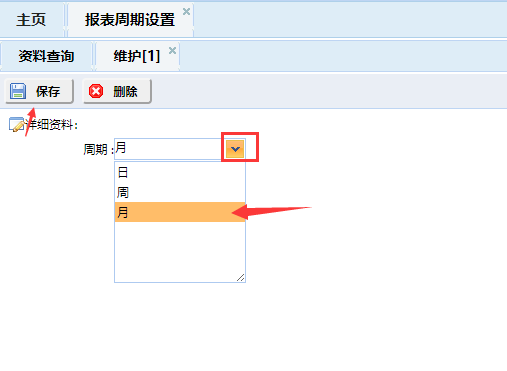 主页 报表周期设置
资料查询 维护[1]
保存 删除
详细资料:
周期: 月
日
周
月